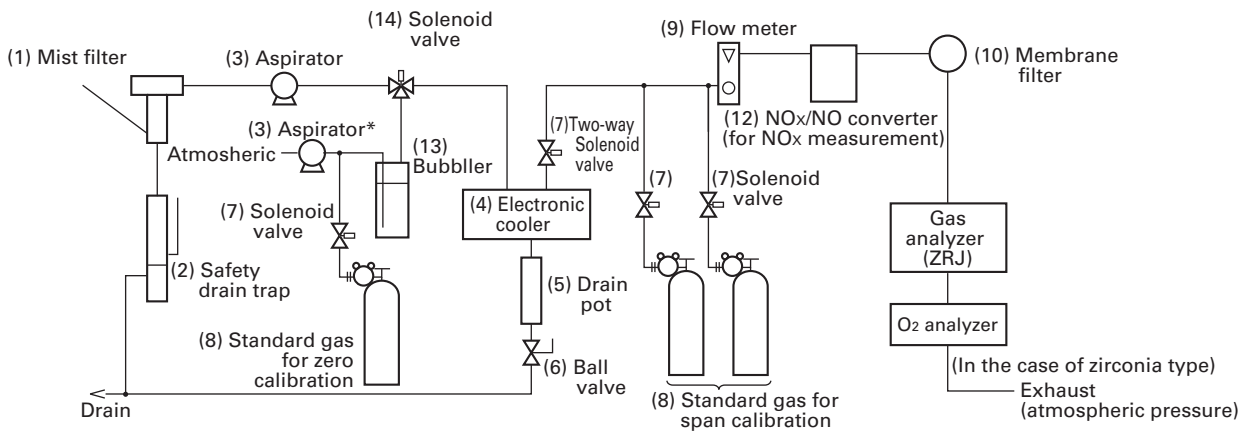 (14) Solenoid
valve
(9) Flow meter
(1) Mist filter
(3) Aspirator
(10) Membrane
filter
(12) NOx/NO converter
(for NOx measurement)
(3) Aspirator*
Atmosheric
(13)
Bubbller
(7)Two-way
Solenoid
valve
(7)
(7)Solenoid
valve
(7) Solenoid
valve
(4) Electronic
cooler
Gas
analyzer
(ZRJ)
(2) Safety
drain trap
(5) Drain
pot
O2 analyzer
(8) Standard gas
for zero
calibration
(6) Ball
valve
(In the case of zirconia type)
Exhaust
(atmospheric pressure)
Drain
(8) Standard gas for
span calibration